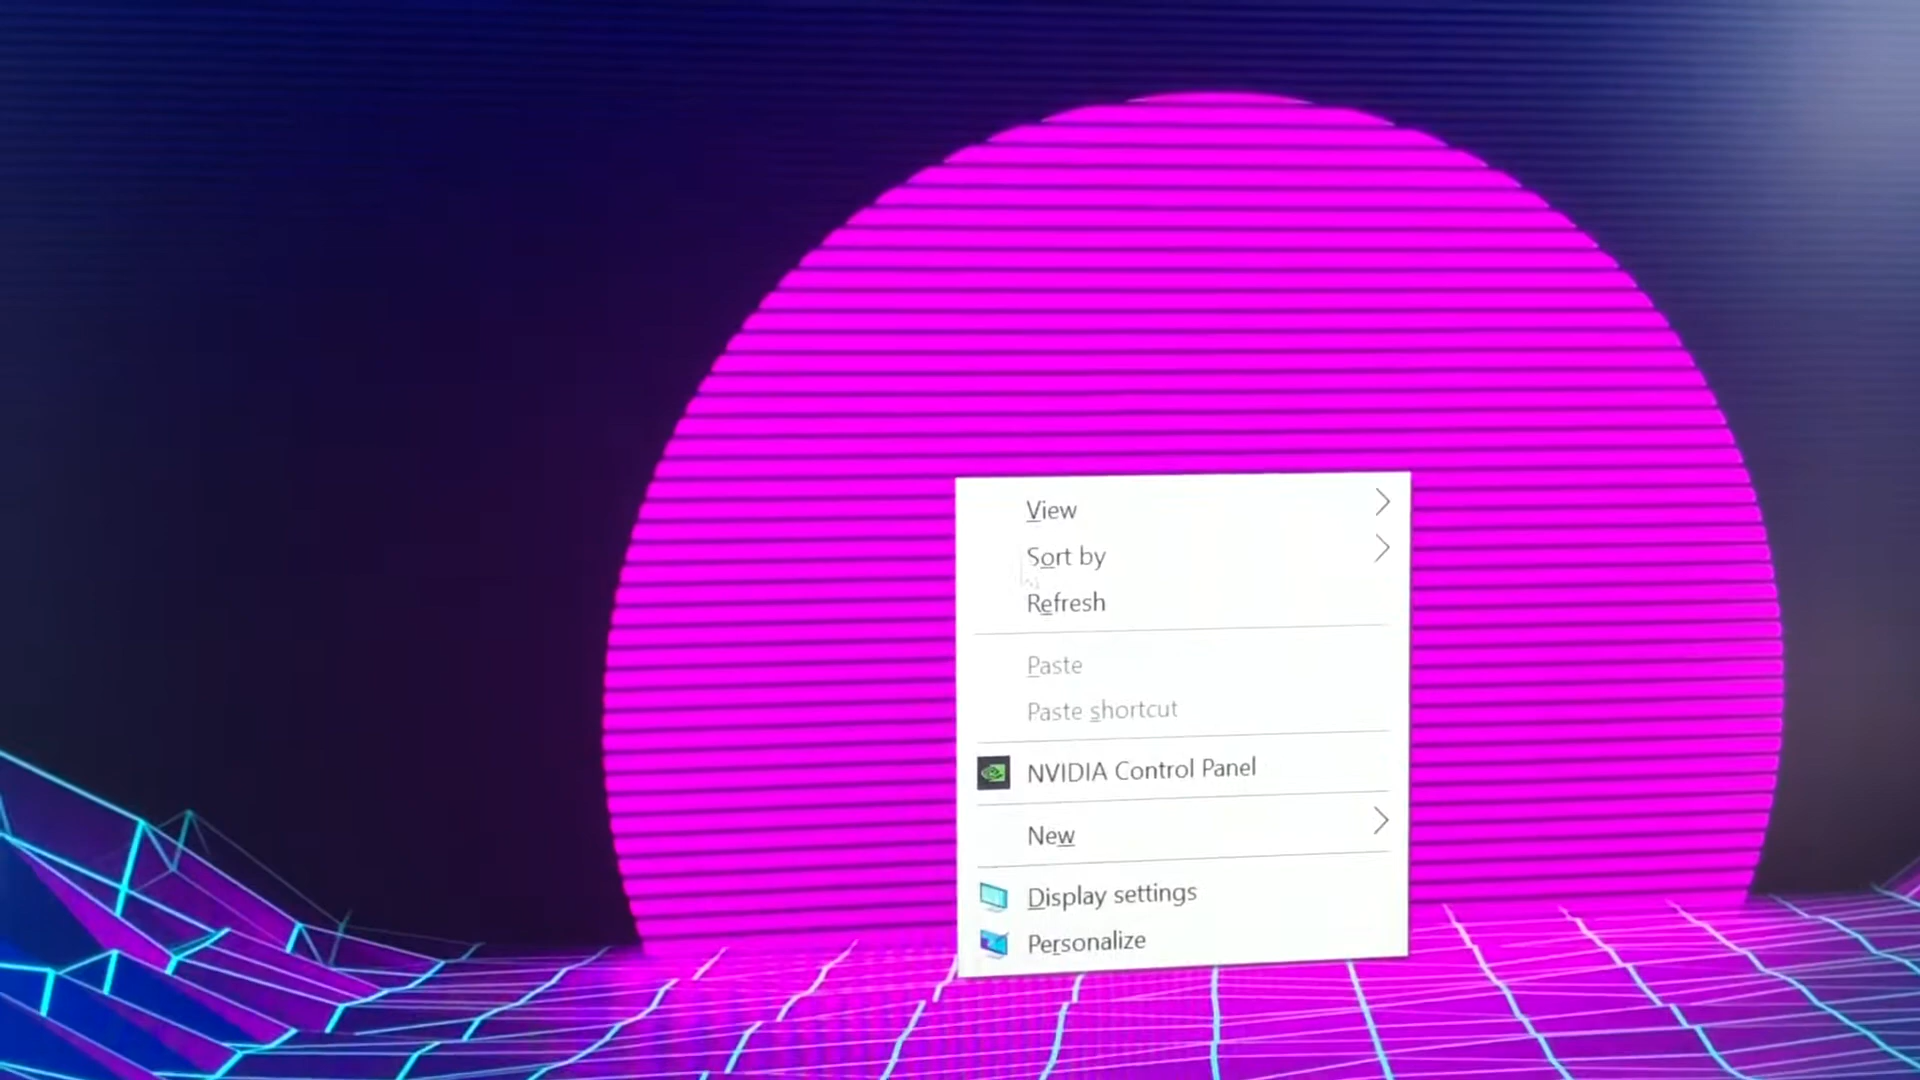 View
Sort by
Refresh
Paste
Paste shortcut
NVIDIA Control Panel
New
Display settings
Personalize